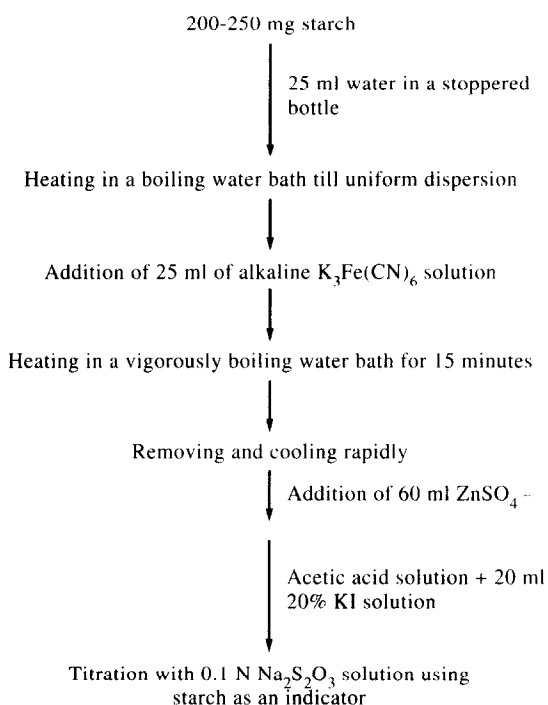 200-250 mg starch
25 ml water in a stoppered
bottle
Heating in a boiling water bath till uniform dispersion
Addition of 25 ml of alkaline K₃Fe(CN)₆ solution
Heating in a vigorously boiling water bath for 15 minutes
Removing and cooling rapidly
Addition of 60 ml ZnSO₄ -
Acetic acid solution + 20 ml
20% KI solution
Titration with 0.1 N Na₂S₂O₃ solution using
starch as an indicator